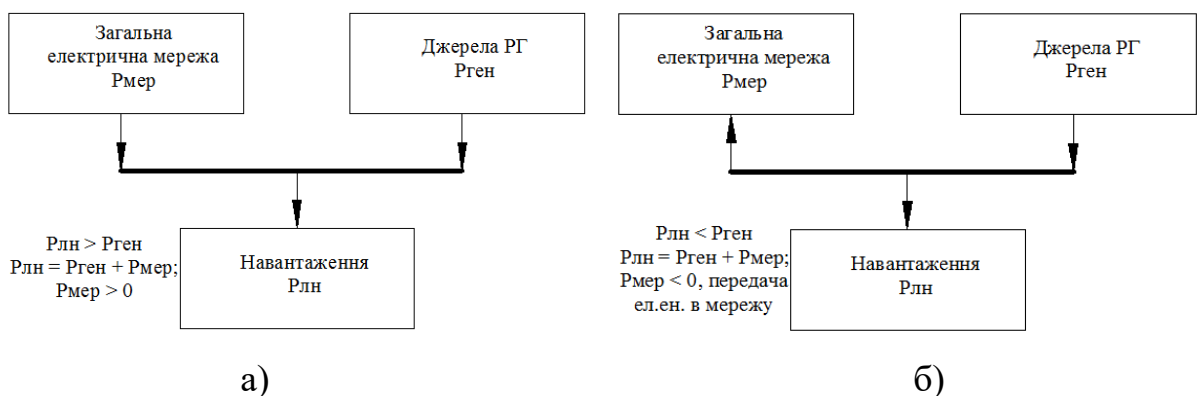 Загальна
електрична мережа
Рмер
Джерела РГ
Рген
Рлн > Рген
Рлн = Рген + Рмер;
Рмер > 0
Навантаження
Рлн
а)
Загальна
електрична мережа
Рмер
Джерела РГ
Рген
Рлн < Рген
Рлн = Рген + Рмер;
Рмер < 0, передача
ел.ен. в мережу
Навантаження
Рлн
б)